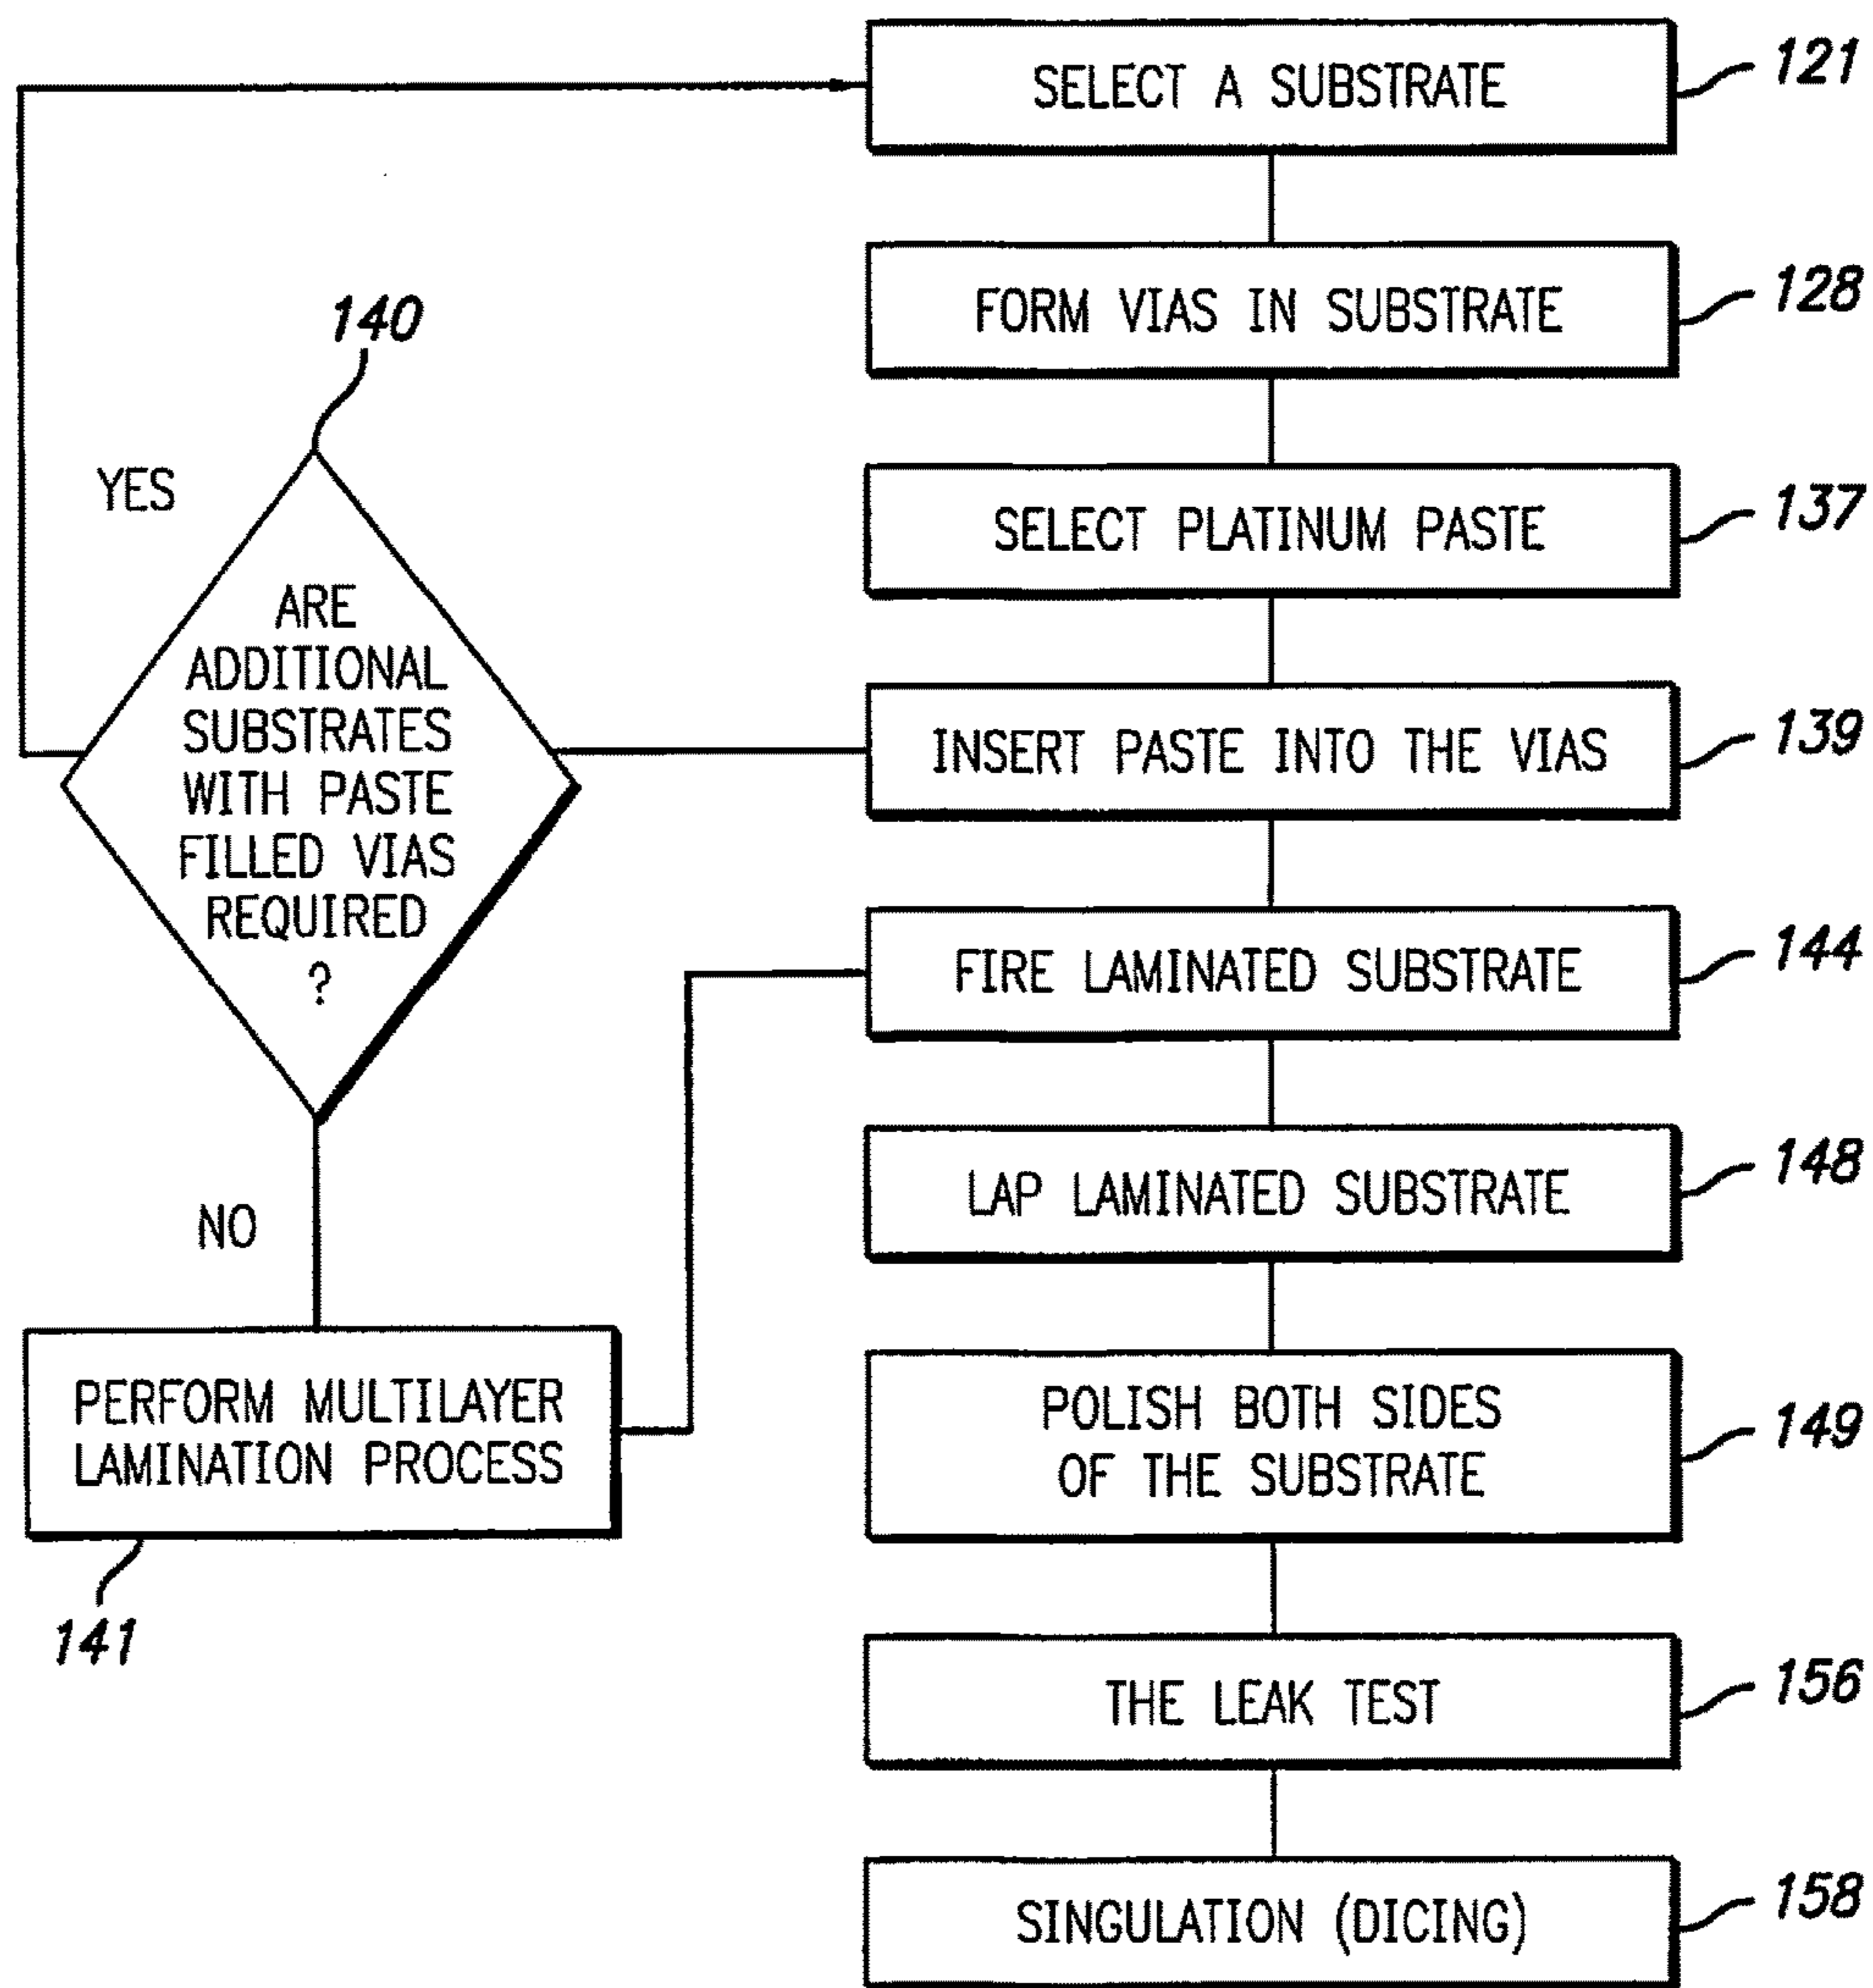 SELECT A SUBSTRATE
121
FORM VIAS IN SUBSTRATE
128
140
YES
SELECT PLATINUM PASTE
137
ARE
ADDITIONAL
SUBSTRATES
WITH PASTE
FILLED VIAS
REQUIRED
?
INSERT PASTE INTO THE VIAS
139
FIRE LAMINATED SUBSTRATE
144
LAP LAMINATED SUBSTRATE
148
NO
PERFORM MULTILAYER
LAMINATION PROCESS
141
POLISH BOTH SIDES
OF THE SUBSTRATE
149
THE LEAK TEST
156
SINGULATION (DICING)
158